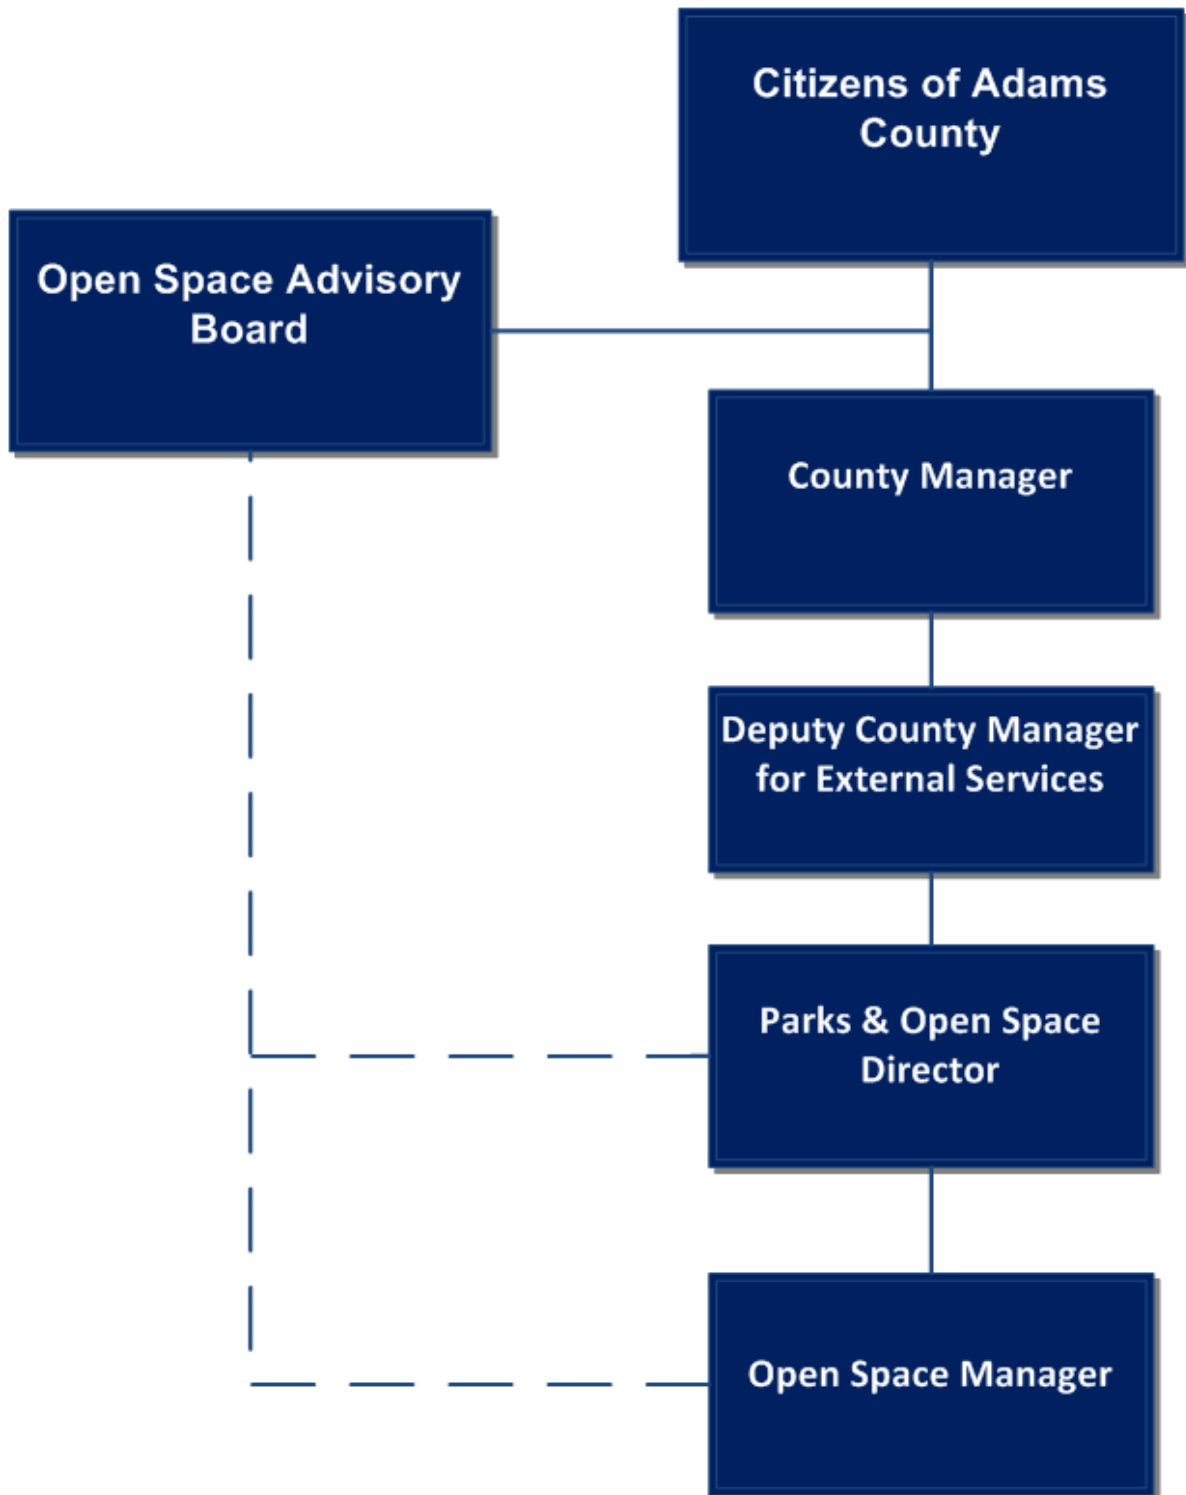 Citizens of Adams
County
Open Space Advisory
Board
County Manager
Deputy County Manager
for External Services
Parks & Open Space
Director
Open Space Manager